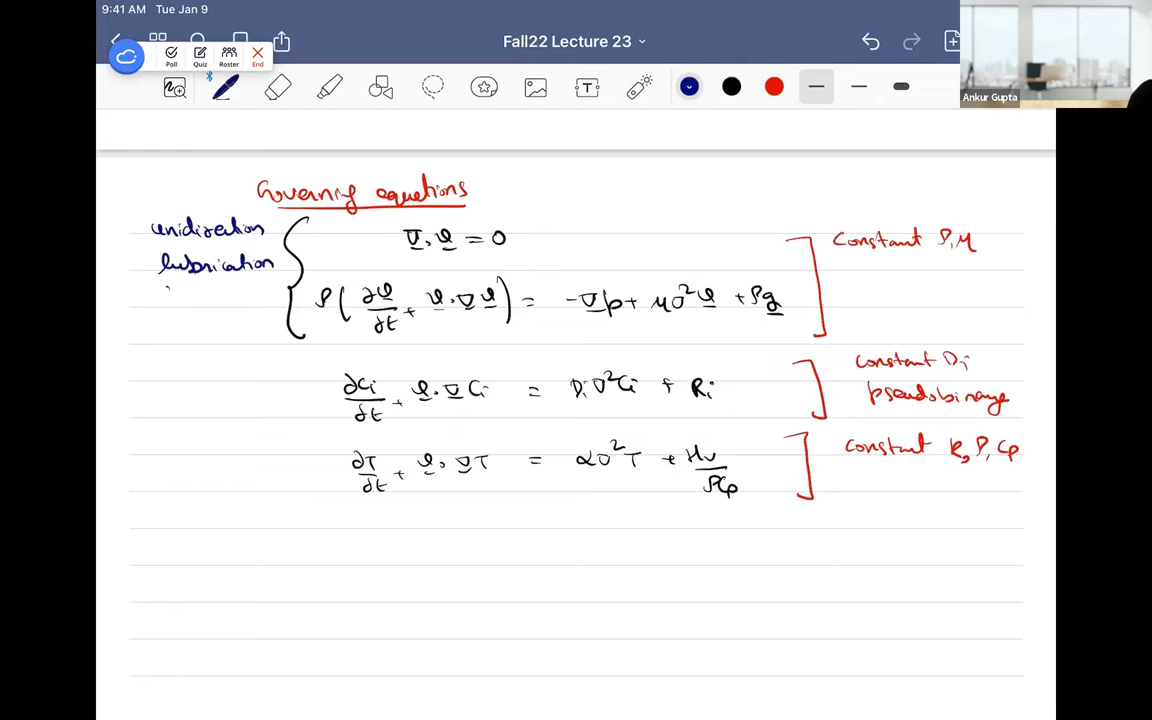 9:41 AM Tue Jan 9
Fall22 Lecture 23
Poll Quiz Roster End
Ankur Gupta
Governing equations
unidirection
lubrication
∇.v = 0
constant ρ, μ
ρ(∂v/∂t + v.∇v) = -∇p + μ∇²v + ρg
constant Di
pseudobinary
∂Ci/∂t + v.∇Ci = Di∇²Ci + Ri
constant k, ρ, Cp
∂T/∂t + v.∇T = α∇²T + Hv/ρCp